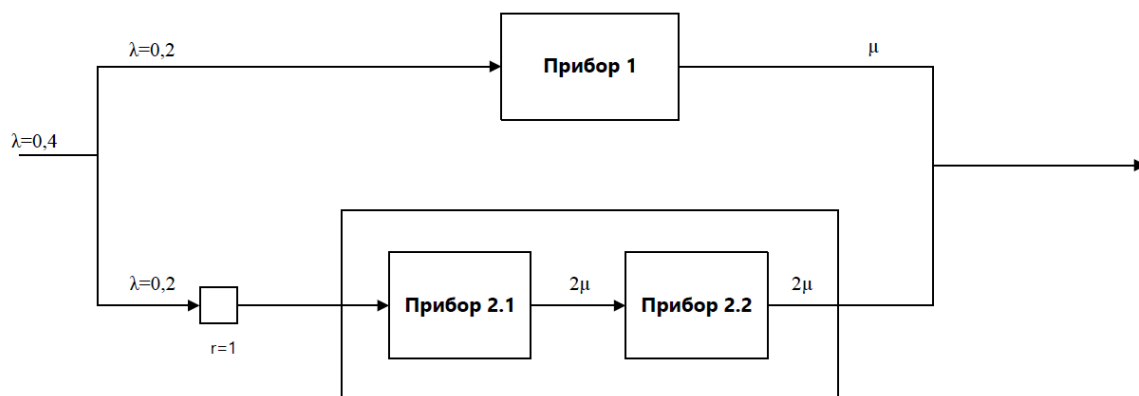 λ=0,2
Прибор 1
μ
λ=0,4
λ=0,2
Прибор 2.1
2μ
Прибор 2.2
2μ
r=1